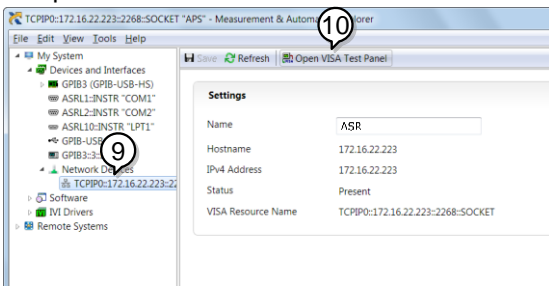 TCPIP0::172.16.22.223::2268::SOCKET "APS" - Measurement & Automa
orer
10
File Edit View Tools Help
My System
Devices and Interfaces
GPIB3 (GPIB-USB-HS)
ASRL1::INSTR "COM1"
ASRL2::INSTR "COM2"
ASRL10::INSTR "LPT1"
GPIB-USB
GPIB3::3::
9
Network Devices
TCPIP0::172.16.22.223::22
Software
IVI Drivers
Remote Systems
Save Refresh Open VISA Test Panel
Settings
Name ASR
Hostname 172.16.22.223
IPv4 Address 172.16.22.223
Status Present
VISA Resource Name TCPIP0::172.16.22.223::2268::SOCKET